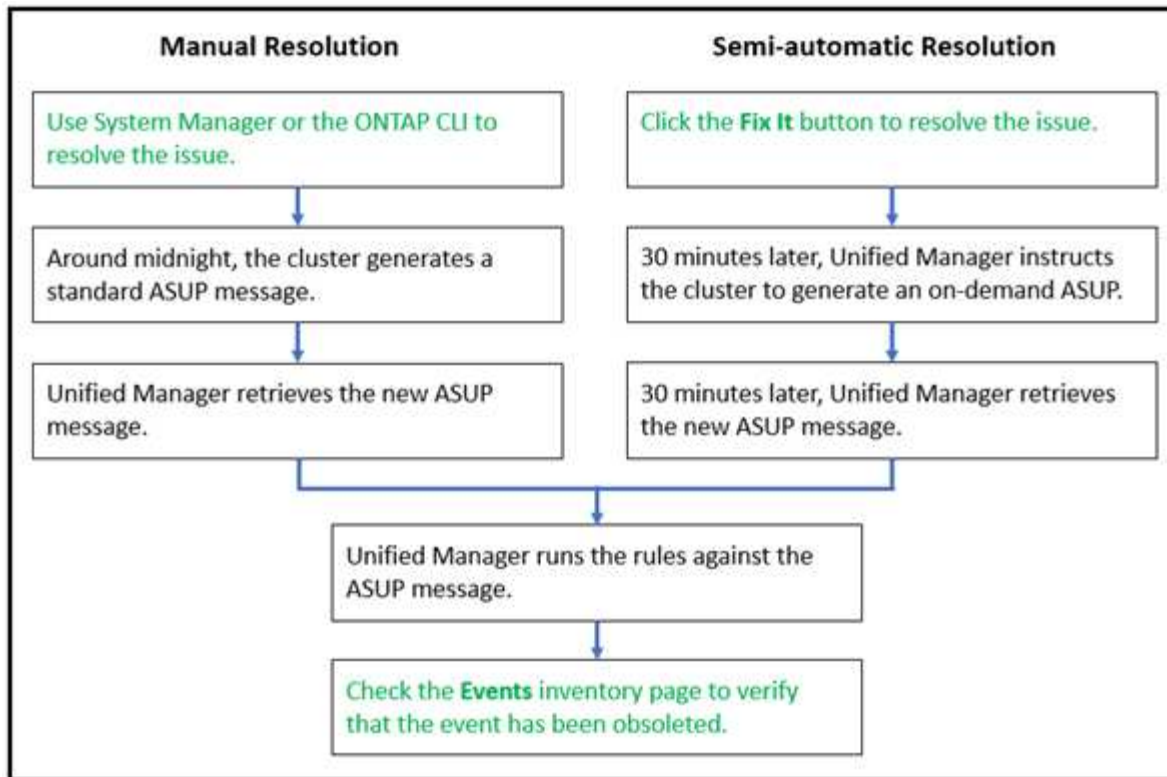 Manual Resolution
Use System Manager or the ONTAP CLI to
resolve the issue.
Around midnight, the cluster generates a
standard ASUP message.
Unified Manager retrieves the new ASUP
message.
Semi-automatic Resolution
Click the Fix It button to resolve the issue.
30 minutes later, Unified Manager instructs
the cluster to generate an on-demand ASUP.
30 minutes later, Unified Manager retrieves
the new ASUP message.
Unified Manager runs the rules against the
ASUP message.
Check the Events inventory page to verify
that the event has been obsoleted.